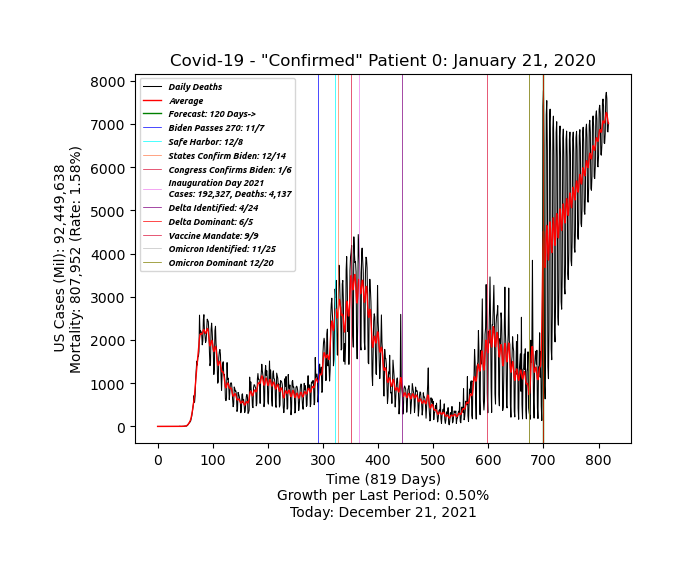 Covid-19 - "Confirmed" Patient 0: January 21, 2020
Daily Deaths
Average
Forecast: 120 Days->
Biden Passes 270: 11/7
Safe Harbor: 12/8
States Confirm Biden: 12/14
Congress Confirms Biden: 1/6
Inauguration Day 2021
Cases: 192,327, Deaths: 4,137
Delta Identified: 4/24
Delta Dominant: 6/5
Vaccine Mandate: 9/9
Omicron Identified: 11/25
Omicron Dominant 12/20
US Cases (Mil): 92,449,638
Mortality: 807,952 (Rate: 1.58%)
8000
7000
6000
5000
4000
3000
2000
1000
0
0 100 200 300 400 500 600 700 800
Time (819 Days)
Growth per Last Period: 0.50%
Today: December 21, 2021